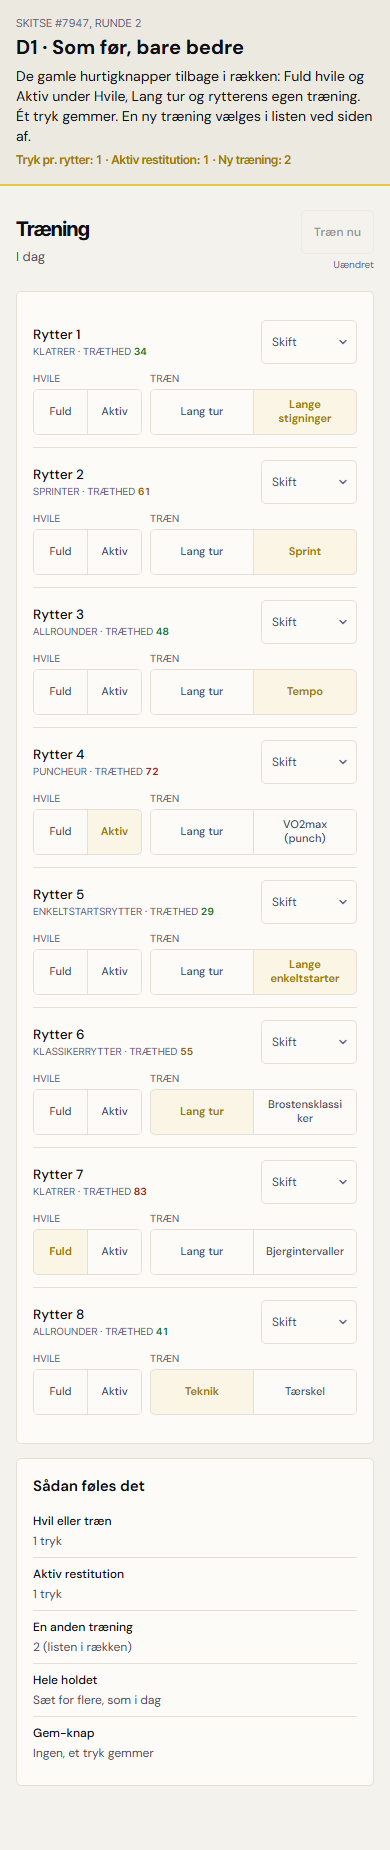 SKITSE #7947, RUNDE 2
D1 · Som før, bare bedre
De gamle hurtigknapper tilbage i rækken: Fuld hvile og
Aktiv under Hvile, Lang tur og rytterens egen træning.
Ét tryk gemmer. En ny træning vælges i listen ved siden
af.
Tryk pr. rytter: 1 · Aktiv restitution: 1 · Ny træning: 2
Træning
Træn nu
I dag
Uændret
Rytter 1
KLATRER · TRÆTHED 34
Skift
HVILE
TRÆN
Fuld
Aktiv
Lang tur
Lange
stigninger
Rytter 2
SPRINTER · TRÆTHED 61
Skift
HVILE
TRÆN
Fuld
Aktiv
Lang tur
Sprint
Rytter 3
ALLROUNDER · TRÆTHED 48
Skift
HVILE
TRÆN
Fuld
Aktiv
Lang tur
Tempo
Rytter 4
PUNCHEUR · TRÆTHED 72
Skift
HVILE
TRÆN
Fuld
Aktiv
Lang tur
VO2max
(punch)
Rytter 5
ENKELTSTARTSRYTTER · TRÆTHED 29
Skift
HVILE
TRÆN
Fuld
Aktiv
Lang tur
Lange
enkeltstarter
Rytter 6
KLASSIKERRYTTER · TRÆTHED 55
Skift
HVILE
TRÆN
Fuld
Aktiv
Lang tur
Brostensklassi
ker
Rytter 7
KLATRER · TRÆTHED 83
Skift
HVILE
TRÆN
Fuld
Aktiv
Lang tur
Bjergintervaller
Rytter 8
ALLROUNDER · TRÆTHED 41
Skift
HVILE
TRÆN
Fuld
Aktiv
Teknik
Tærskel
Sådan føles det
Hvil eller træn
1 tryk
Aktiv restitution
1 tryk
En anden træning
2 (listen i rækken)
Hele holdet
Sæt for flere, som i dag
Gem-knap
Ingen, et tryk gemmer